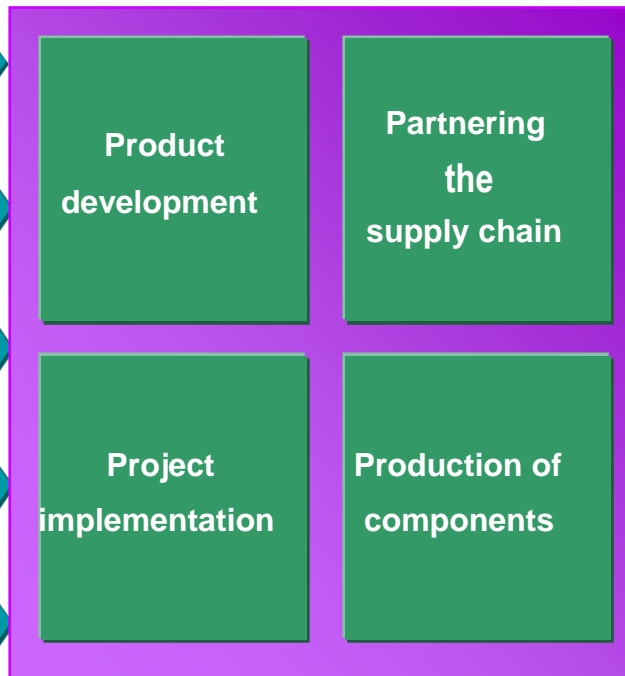 Product
development
Partnering
the
supply chain
Project
implementation
Production of
components